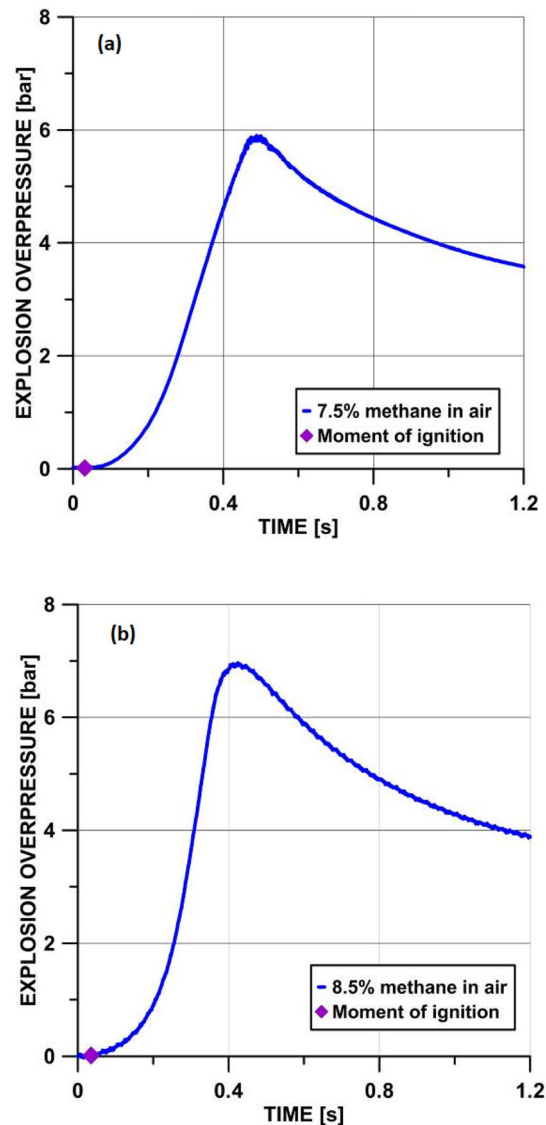 (a)
EXPLOSION OVERPRESSURE [bar]
8
6
4
2
0
7.5% methane in air
Moment of ignition
0 0.4 0.8 1.2
TIME [s]
(b)
EXPLOSION OVERPRESSURE [bar]
8
6
4
2
0
8.5% methane in air
Moment of ignition
0 0.4 0.8 1.2
TIME [s]